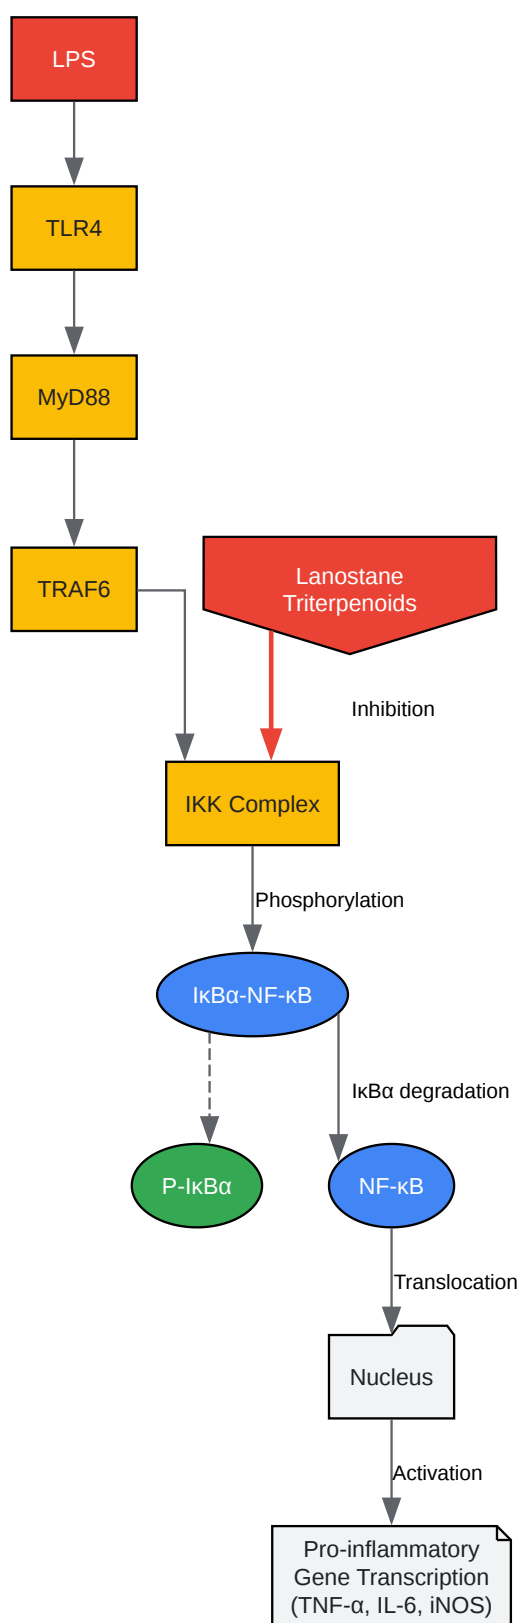 LPS
TLR4
MyD88
TRAF6
Lanostane
Triterpenoids
Inhibition
IKK Complex
Phosphorylation
IκBα-NF-κB
IκBα degradation
P-IκBα
NF-κB
Translocation
Nucleus
Activation
Pro-inflammatory
Gene Transcription
(TNF-α, IL-6, iNOS)